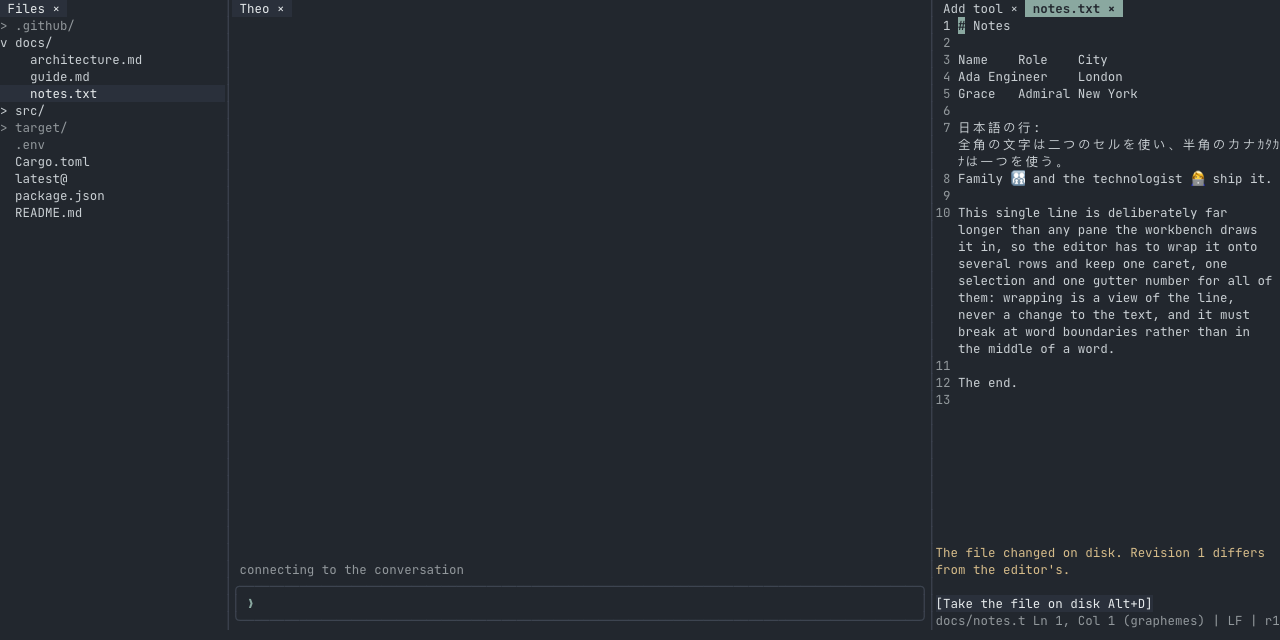 Files ×
> .github/
v docs/
architecture.md
guide.md
notes.txt
> src/
> target/
.env
Cargo.toml
latest@
package.json
README.md
Theo ×
connecting to the conversation
❯
Add tool × notes.txt ×
1 # Notes
2
3 Name Role City
4 Ada Engineer London
5 Grace Admiral New York
6
7 日本語の行:
全角の文字は二つのセルを使い、半角のカナｶﾀｶ
ﾅは一つを使う。
8 Family and the technologist ship it.
9
10 This single line is deliberately far
longer than any pane the workbench draws
it in, so the editor has to wrap it onto
several rows and keep one caret, one
selection and one gutter number for all of
them: wrapping is a view of the line,
never a change to the text, and it must
break at word boundaries rather than in
the middle of a word.
11
12 The end.
13
The file changed on disk. Revision 1 differs
from the editor's.
[Take the file on disk Alt+D]
docs/notes.t Ln 1, Col 1 (graphemes) | LF | r1